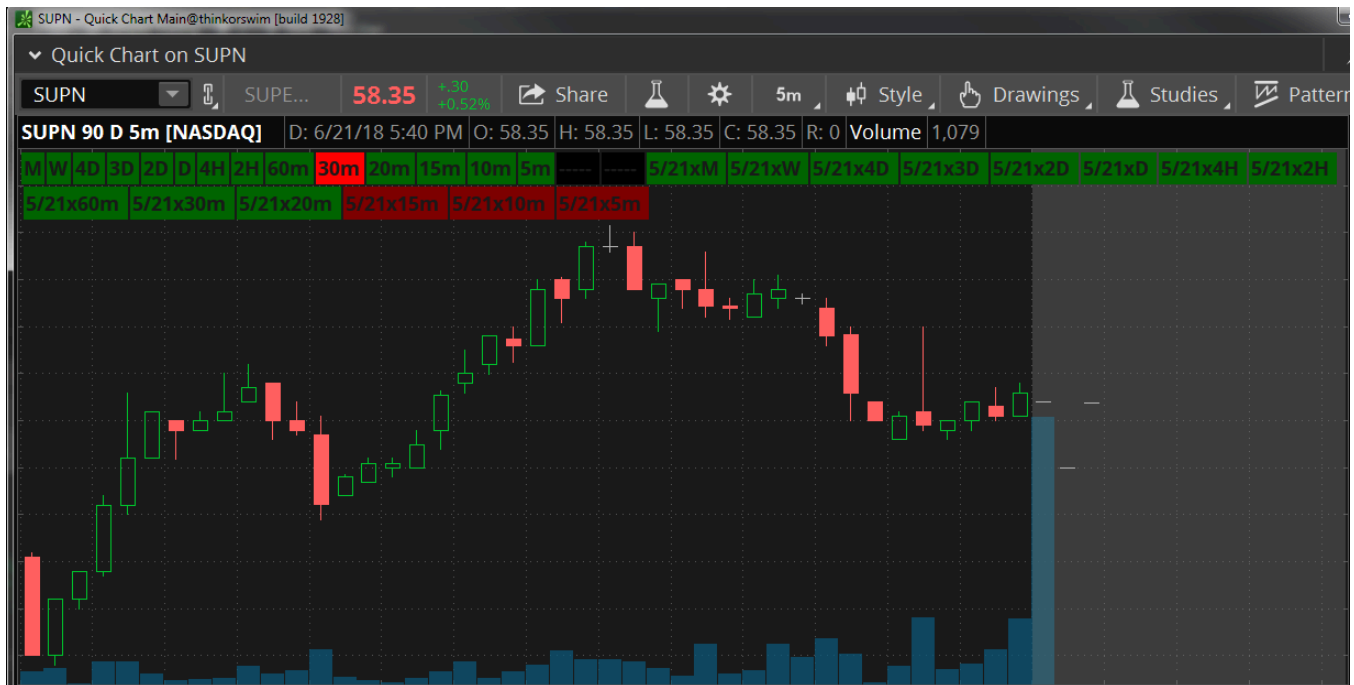 SUPN - Quick Chart Main@thinkorswim [build 1928]
Quick Chart on SUPN
SUPN SUPE... 58.35 +.30 +0.52% Share 5m Style Drawings Studies Pattern
SUPN 90 D 5m [NASDAQ] D: 6/21/18 5:40 PM O: 58.35 H: 58.35 L: 58.35 C: 58.35 R: 0 Volume 1,079
M W 4D 3D 2D D 4H 2H 60m 30m 20m 15m 10m 5m ----- ----- 5/21xM 5/21xW 5/21x4D 5/21x3D 5/21x2D 5/21xD 5/21x4H 5/21x2H
5/21x60m 5/21x30m 5/21x20m 5/21x15m 5/21x10m 5/21x5m